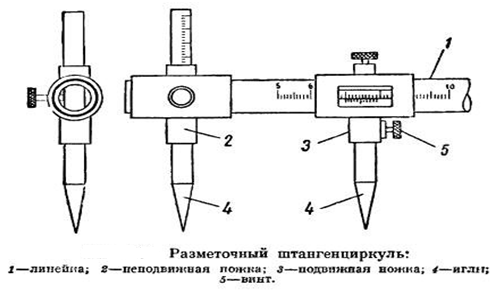 1
5 6 10
2 3 5
4 4
Разметочный штангенциркуль:
1—линейка; 2—неподвижная ножка; 3—подвижная ножка; 4—иглы;
5—винт.